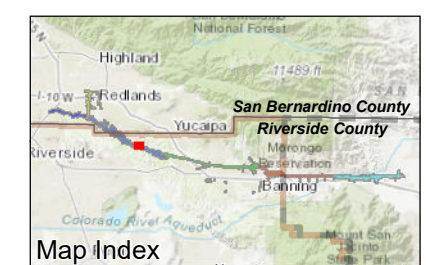 National Forest
Highland
11489 ft
I-10 W
Redlands
San Bernardino County
Yucaipa
Riverside County
Riverside
Morongo
Reservation
Banning
Colorado River Aqueduct
Mount San
Jacinto
State Park
Map Index